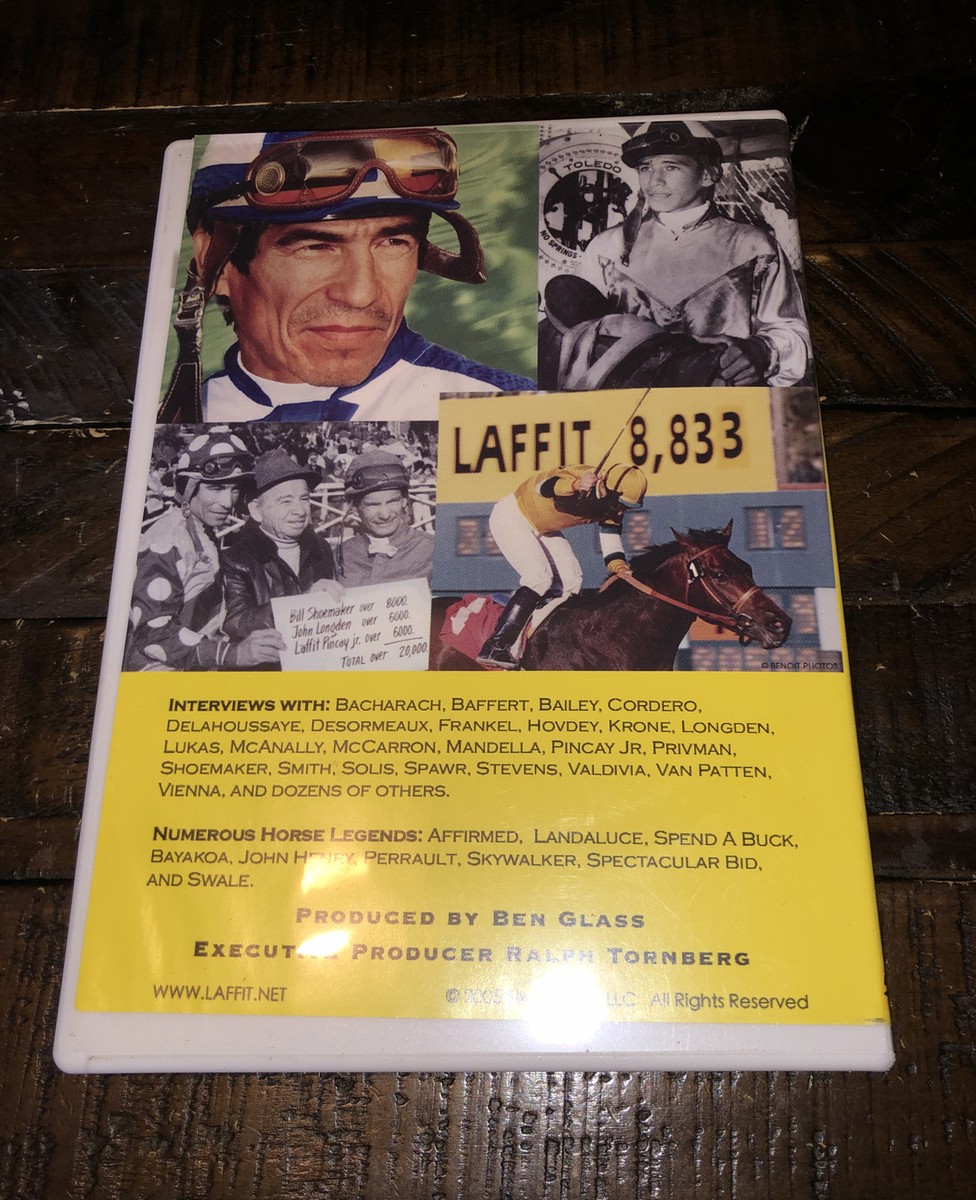 TOLEDO
NO SPRINGS
LAFFIT 8,833
12
Bill Shoemaker over 8000.
John Longden over 6000.
Laffit Pincay jr. over 6000.
TOTAL over 20,000.
© BENOIT PHOTOS
INTERVIEWS WITH: BACHARACH, BAFFERT, BAILEY, CORDERO,
DELAHOUSSAYE, DESORMEAUX, FRANKEL, HOVDEY, KRONE, LONGDEN,
LUKAS, MCANALLY, MCCARRON, MANDELLA, PINCAY JR, PRIVMAN,
SHOEMAKER, SMITH, SOLIS, SPAWR, STEVENS, VALDIVIA, VAN PATTEN,
VIENNA, AND DOZENS OF OTHERS.
NUMEROUS HORSE LEGENDS: AFFIRMED, LANDALUCE, SPEND A BUCK,
BAYAKOA, JOHN HENRY, PERRAULT, SKYWALKER, SPECTACULAR BID,
AND SWALE.
PRODUCED BY BEN GLASS
EXECUTIVE PRODUCER RALPH TORNBERG
WWW.LAFFIT.NET
© LLC All Rights Reserved